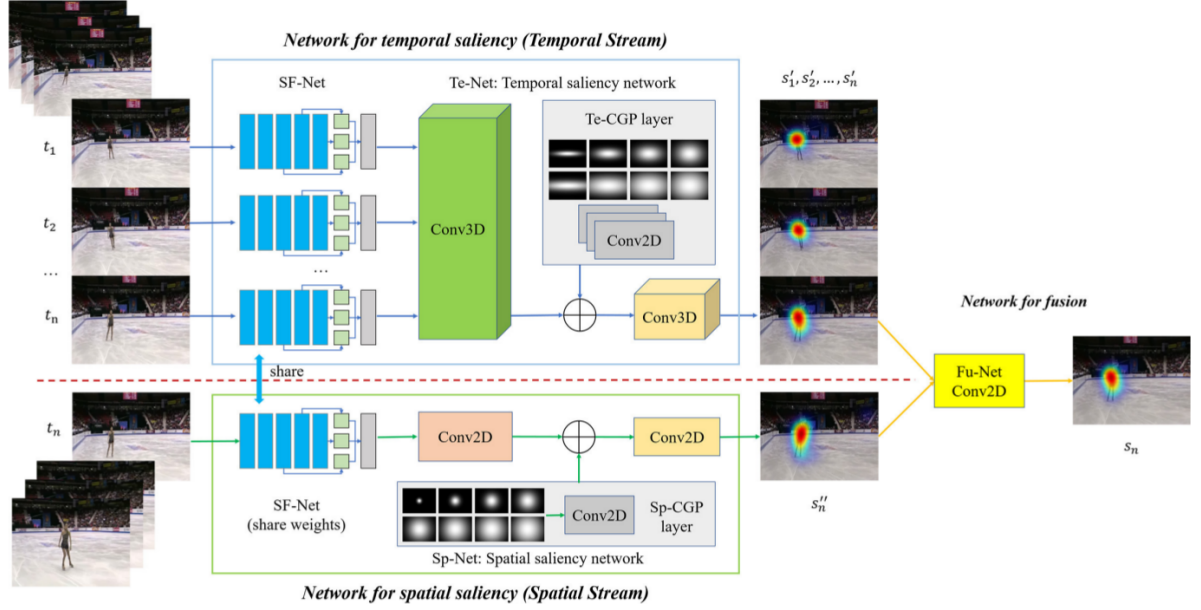 Network for temporal saliency (Temporal Stream)
SF-Net
Te-Net: Temporal saliency network
s′₁, s′₂, … , s′ₙ
Te-CGP layer
t₁
t₂
Conv3D
Conv2D
…
…
tₙ
Conv3D
Network for fusion
share
Fu-Net
Conv2D
tₙ
Conv2D
Conv2D
sₙ
SF-Net
(share weights)
Conv2D
Sp-CGP
layer
s″ₙ
Sp-Net: Spatial saliency network
Network for spatial saliency (Spatial Stream)